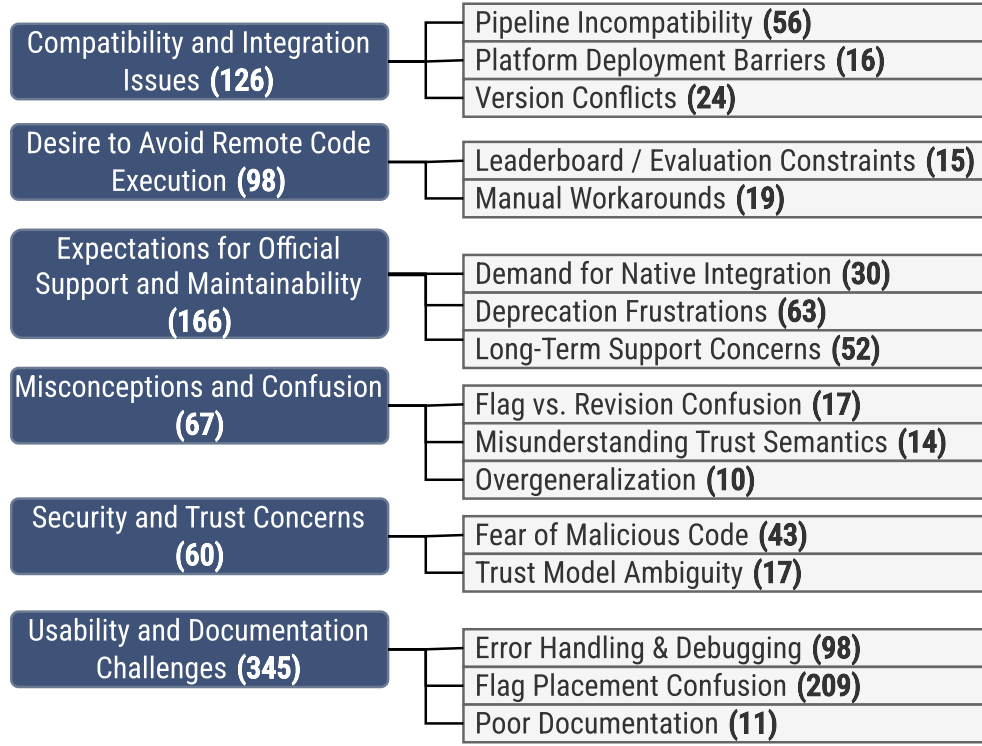 Compatibility and Integration
Issues (126)
Pipeline Incompatibility (56)
Platform Deployment Barriers (16)
Version Conflicts (24)
Desire to Avoid Remote Code
Execution (98)
Leaderboard / Evaluation Constraints (15)
Manual Workarounds (19)
Expectations for Official
Support and Maintainability
(166)
Demand for Native Integration (30)
Deprecation Frustrations (63)
Long-Term Support Concerns (52)
Misconceptions and Confusion
(67)
Flag vs. Revision Confusion (17)
Misunderstanding Trust Semantics (14)
Overgeneralization (10)
Security and Trust Concerns
(60)
Fear of Malicious Code (43)
Trust Model Ambiguity (17)
Usability and Documentation
Challenges (345)
Error Handling & Debugging (98)
Flag Placement Confusion (209)
Poor Documentation (11)